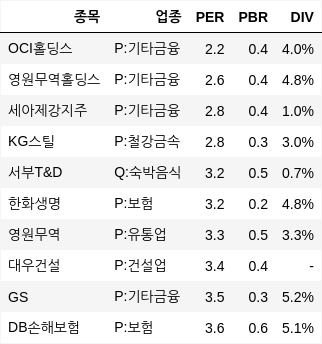 종목 업종 PER PBR DIV
OCI홀딩스 P:기타금융 2.2 0.4 4.0%
영원무역홀딩스 P:기타금융 2.6 0.4 4.8%
세아제강지주 P:기타금융 2.8 0.4 1.0%
KG스틸 P:철강금속 2.8 0.3 3.0%
서부T&D Q:숙박음식 3.2 0.5 0.7%
한화생명 P:보험 3.2 0.2 4.8%
영원무역 P:유통업 3.3 0.5 3.3%
대우건설 P:건설업 3.4 0.4 -
GS P:기타금융 3.5 0.3 5.2%
DB손해보험 P:보험 3.6 0.6 5.1%